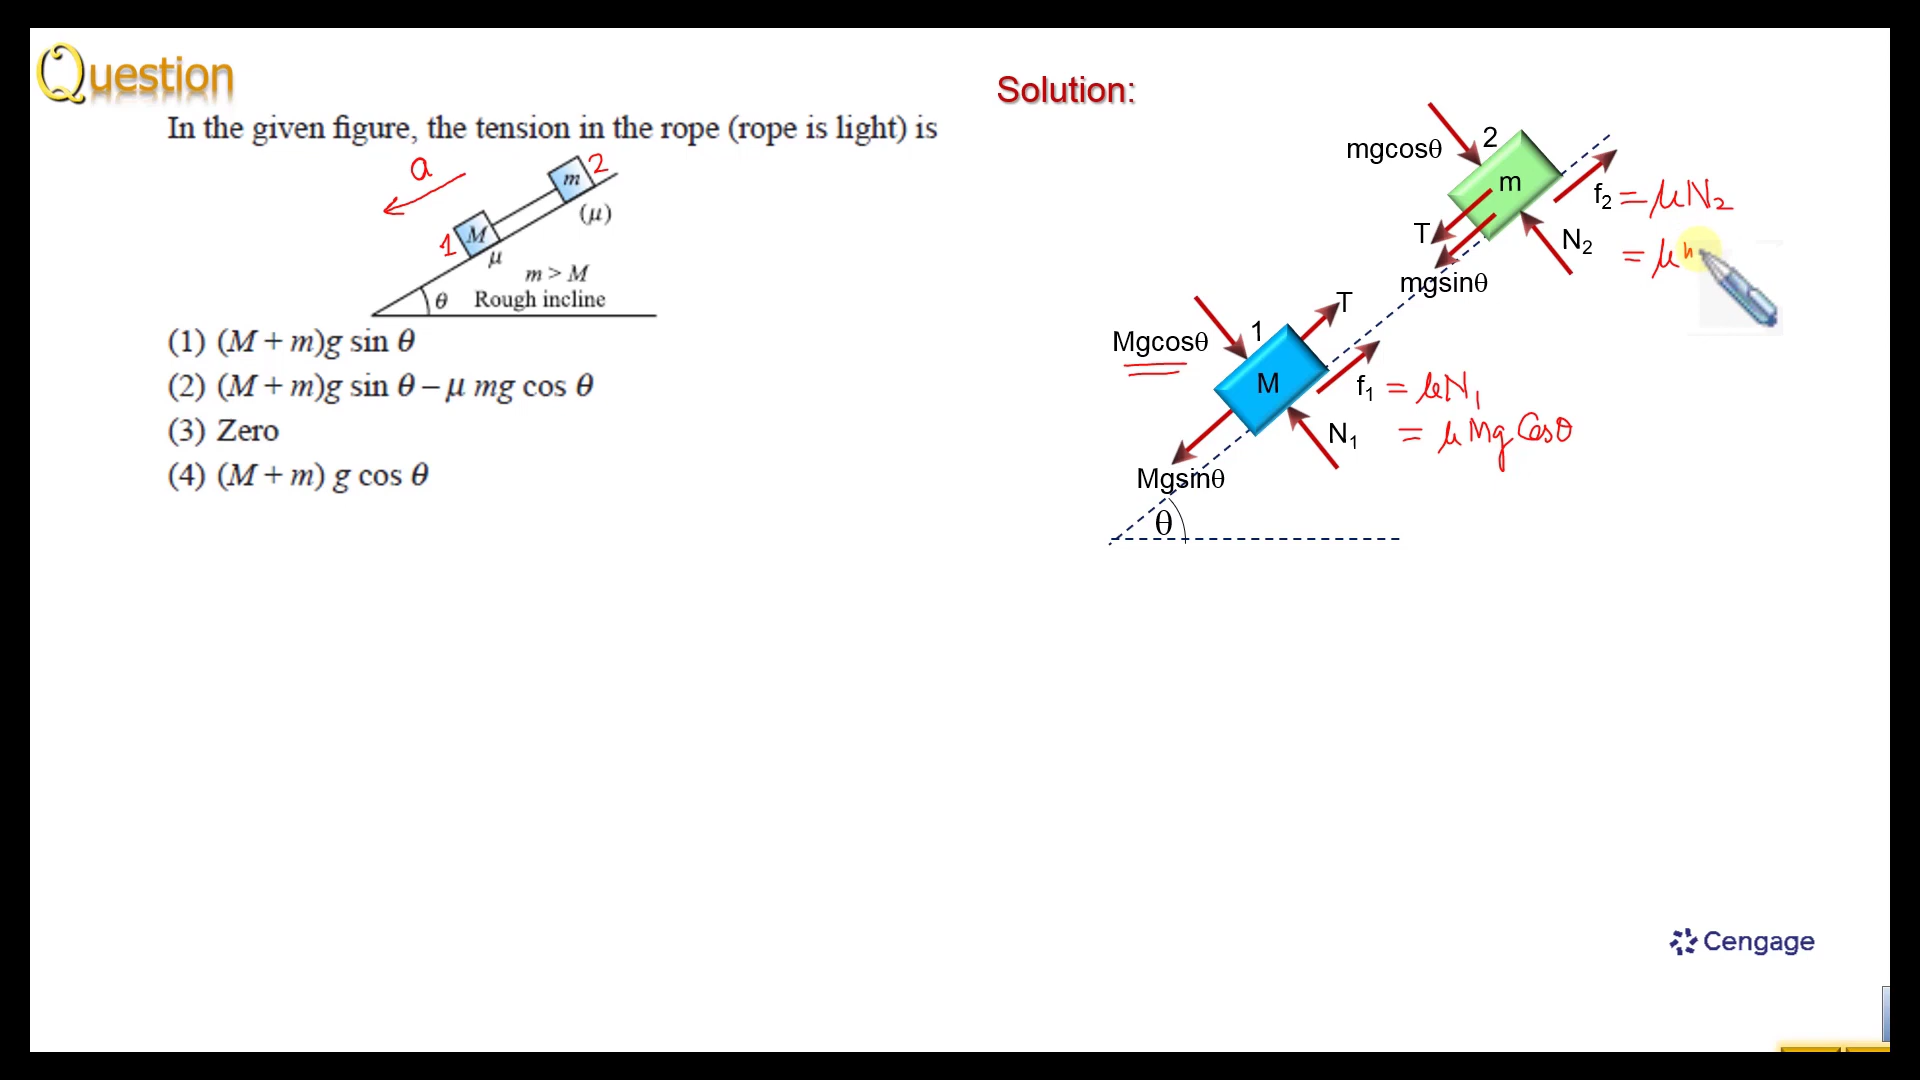 Question
In the given figure, the tension in the rope (rope is light) is
a
2
m
(μ)
1
M
μ
m > M
θ Rough incline
(1) (M + m)g sin θ
(2) (M + m)g sin θ – μ mg cos θ
(3) Zero
(4) (M + m) g cos θ
Solution:
mgcosθ
2
m
f₂ = μN₂
T
N₂
= μ
mgsinθ
T
Mgcosθ
1
M
f₁ = μN₁
N₁
= μMg Cosθ
Mgsinθ
θ
Cengage